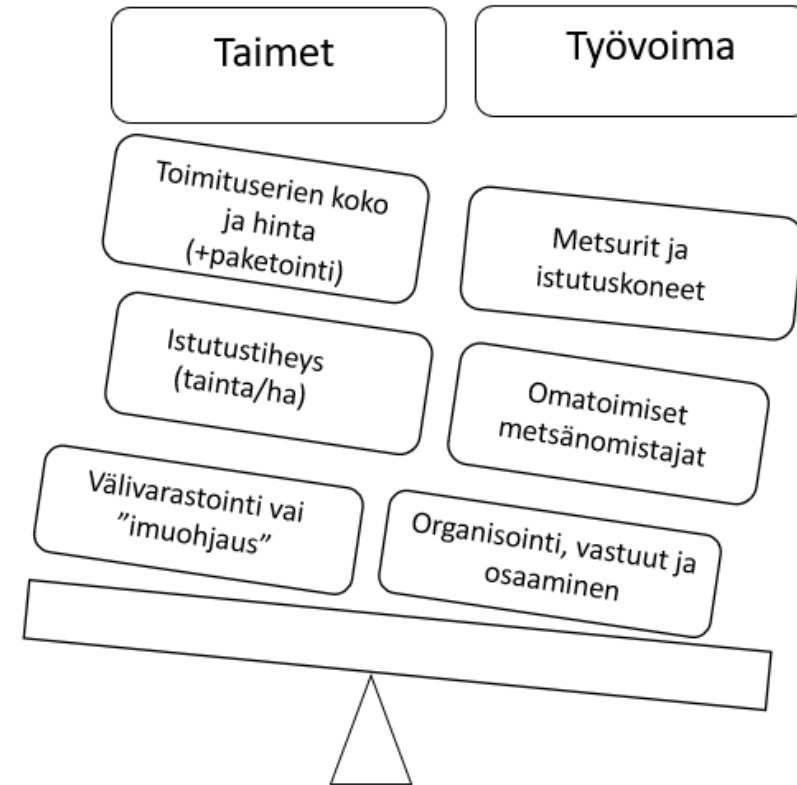 Taimet
Työvoima
Toimituserien koko
ja hinta
(+paketointi)
Metsurit ja
istutuskoneet
Istutustiheys
(tainta/ha)
Omatoimiset
metsänomistajat
Välivarastointi vai
”imuohjaus”
Organisointi, vastuut ja
osaaminen